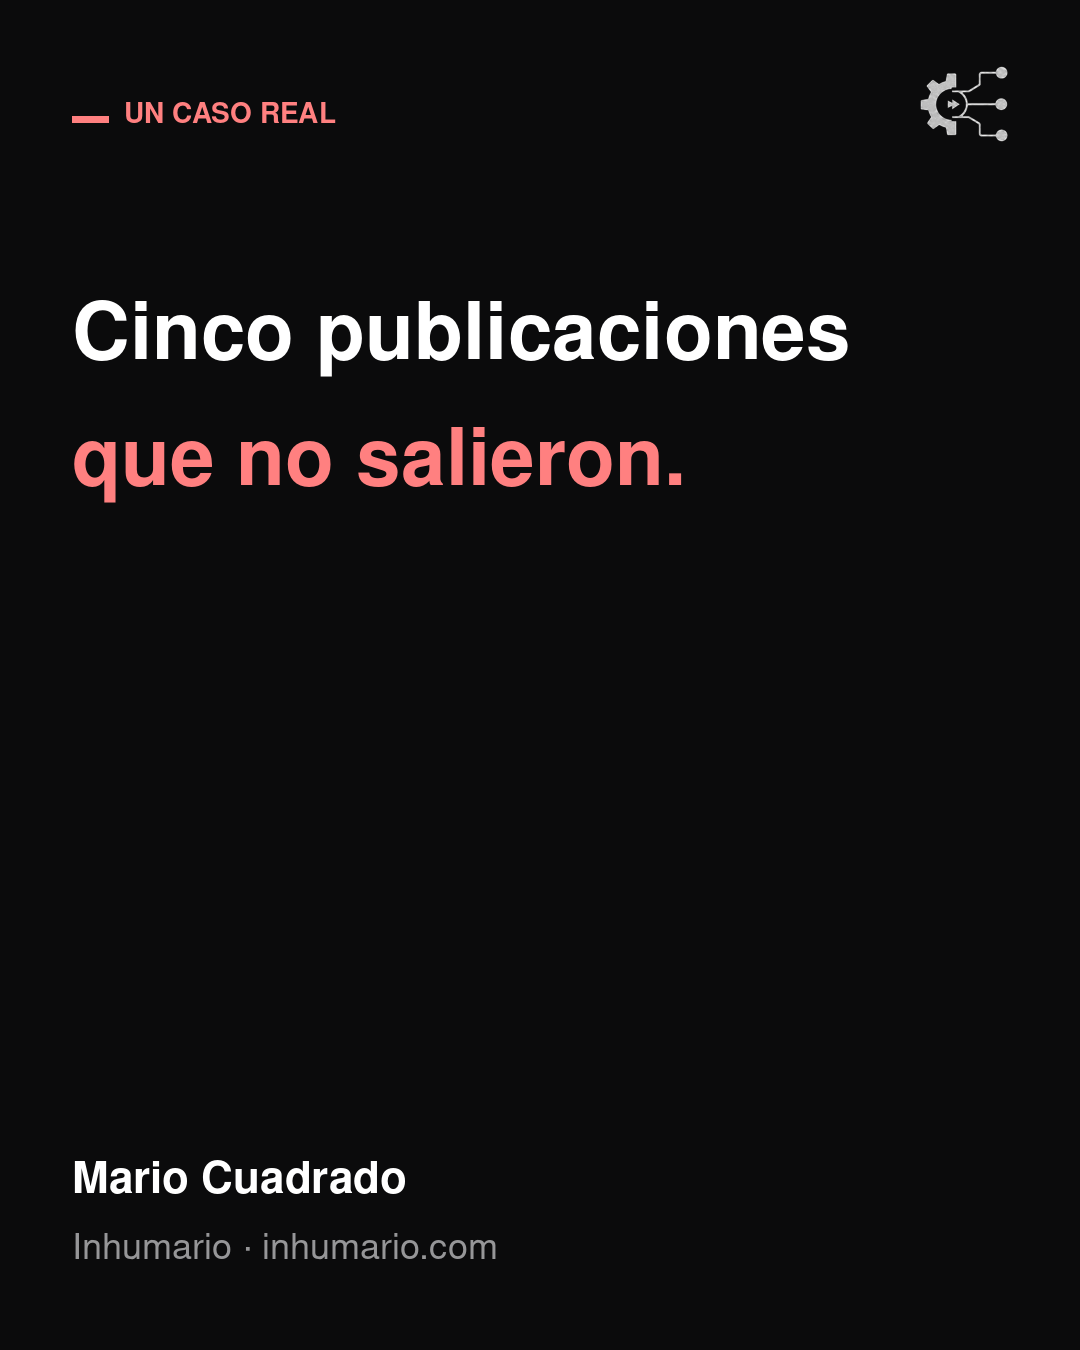 UN CASO REAL
Cinco publicaciones
que no salieron.
Mario Cuadrado
Inhumario · inhumario.com